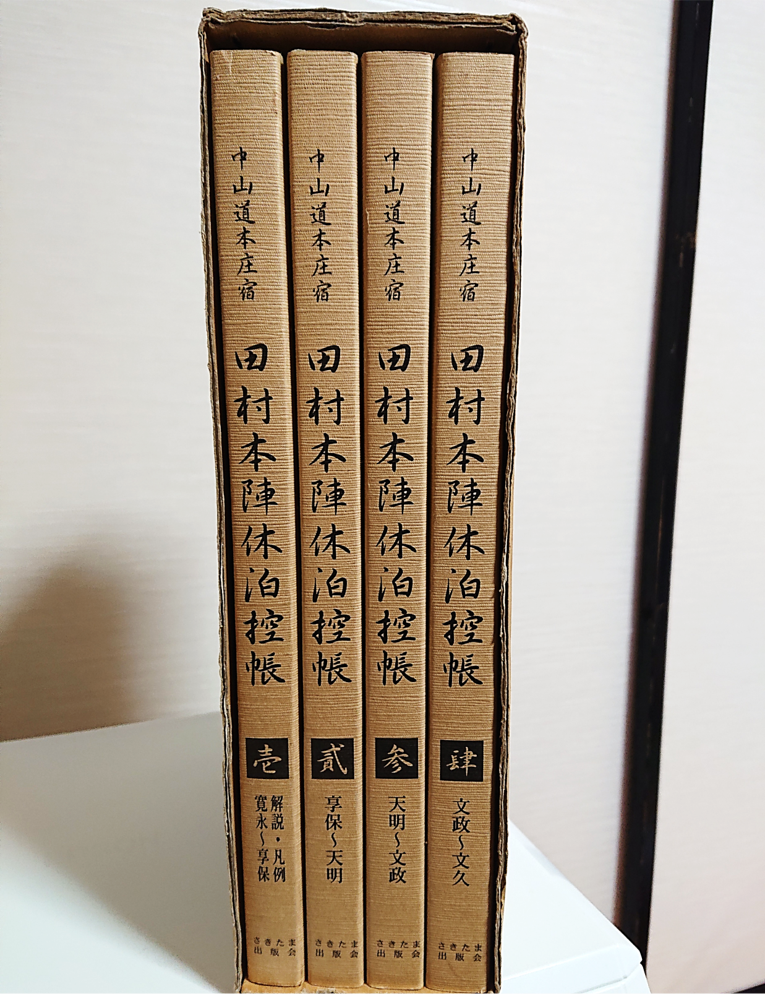 中山道本庄宿
田村本陣休泊控帳
壱
解説・凡例
寛永～享保
さきたま
出版会
中山道本庄宿
田村本陣休泊控帳
貳
享保～天明
さきたま
出版会
中山道本庄宿
田村本陣休泊控帳
参
天明～文政
さきたま
出版会
中山道本庄宿
田村本陣休泊控帳
肆
文政～文久
さきたま
出版会